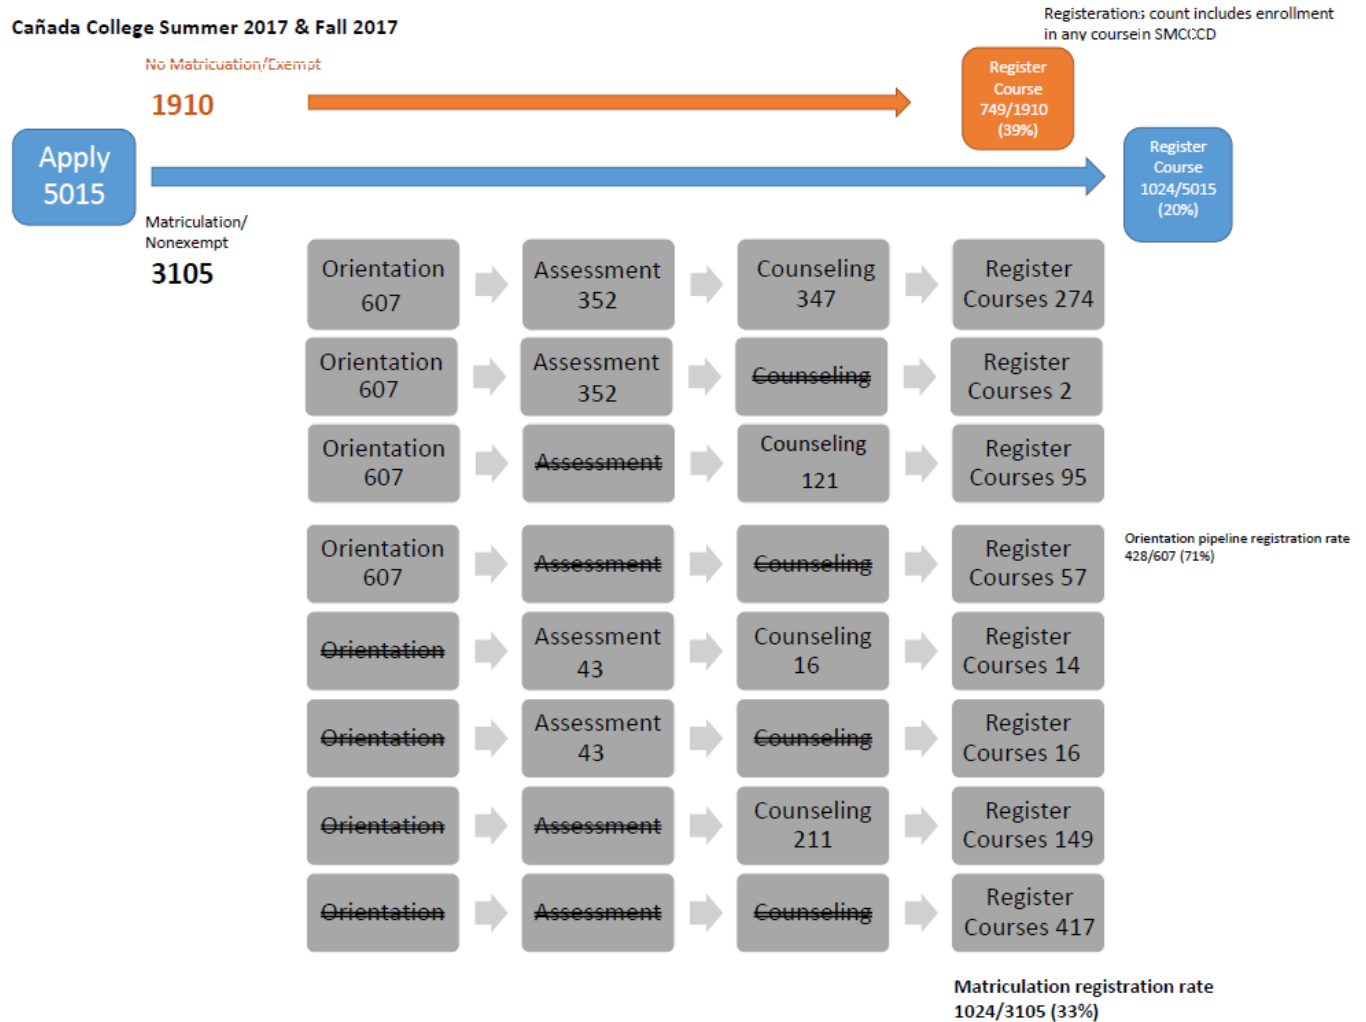 Cañada College Summer 2017 & Fall 2017
Registerations count includes enrollment
in any coursein SMCCCD
No Matricuation/Exempt
1910
Register
Course
749/1910
(39%)
Apply
5015
Register
Course
1024/5015
(20%)
Matriculation/
Nonexempt
3105
Orientation
607
Assessment
352
Counseling
347
Register
Courses 274
Orientation
607
Assessment
352
Counseling
Register
Courses 2
Orientation
607
Assessment
Counseling
121
Register
Courses 95
Orientation
607
Assessment
Counseling
Register
Courses 57
Orientation pipeline registration rate
428/607 (71%)
Orientation
Assessment
43
Counseling
16
Register
Courses 14
Orientation
Assessment
43
Counseling
Register
Courses 16
Orientation
Assessment
Counseling
211
Register
Courses 149
Orientation
Assessment
Counseling
Register
Courses 417
Matriculation registration rate
1024/3105 (33%)